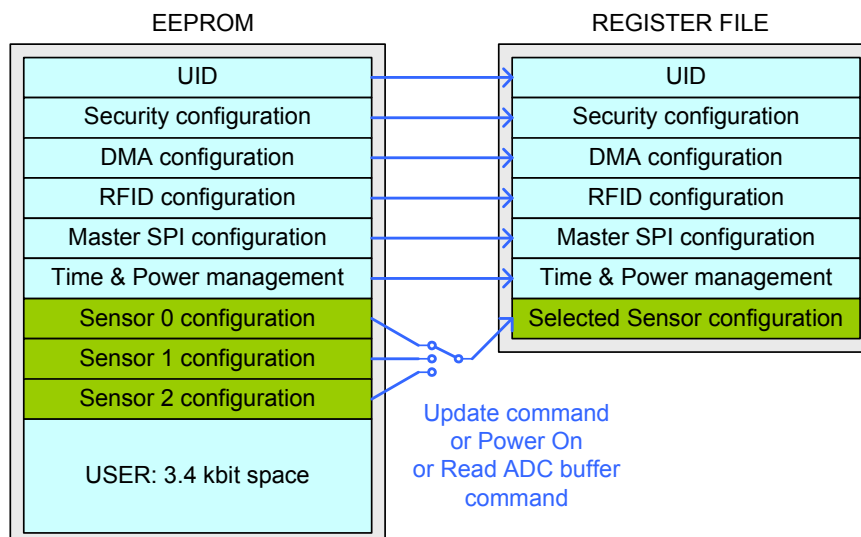 EEPROM
UID
Security configuration
DMA configuration
RFID configuration
Master SPI configuration
Time & Power management
Sensor 0 configuration
Sensor 1 configuration
Sensor 2 configuration
USER: 3.4 kbit space
REGISTER FILE
UID
Security configuration
DMA configuration
RFID configuration
Master SPI configuration
Time & Power management
Selected Sensor configuration
Update command
or Power On
or Read ADC buffer
command